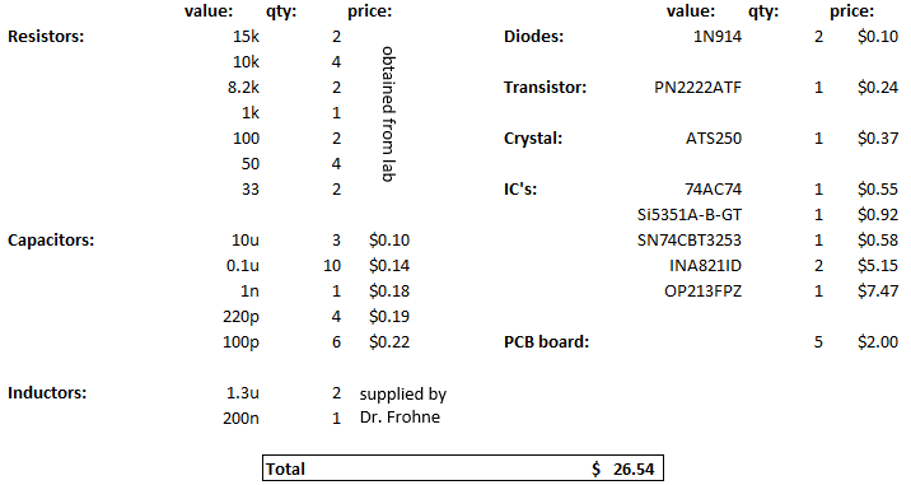 value: qty: price: value: qty: price:
Resistors: 15k 2 Diodes: 1N914 2 $0.10
10k 4
8.2k 2 Transistor: PN2222ATF 1 $0.24
1k 1
100 2 Crystal: ATS250 1 $0.37
50 4
33 2 IC's: 74AC74 1 $0.55
obtained from lab
Si5351A-B-GT 1 $0.92
Capacitors: 10u 3 $0.10 SN74CBT3253 1 $0.58
0.1u 10 $0.14 INA821ID 2 $5.15
1n 1 $0.18 OP213FPZ 1 $7.47
220p 4 $0.19
100p 6 $0.22 PCB board: 5 $2.00
Inductors: 1.3u 2 supplied by
200n 1 Dr. Frohne
Total $ 26.54